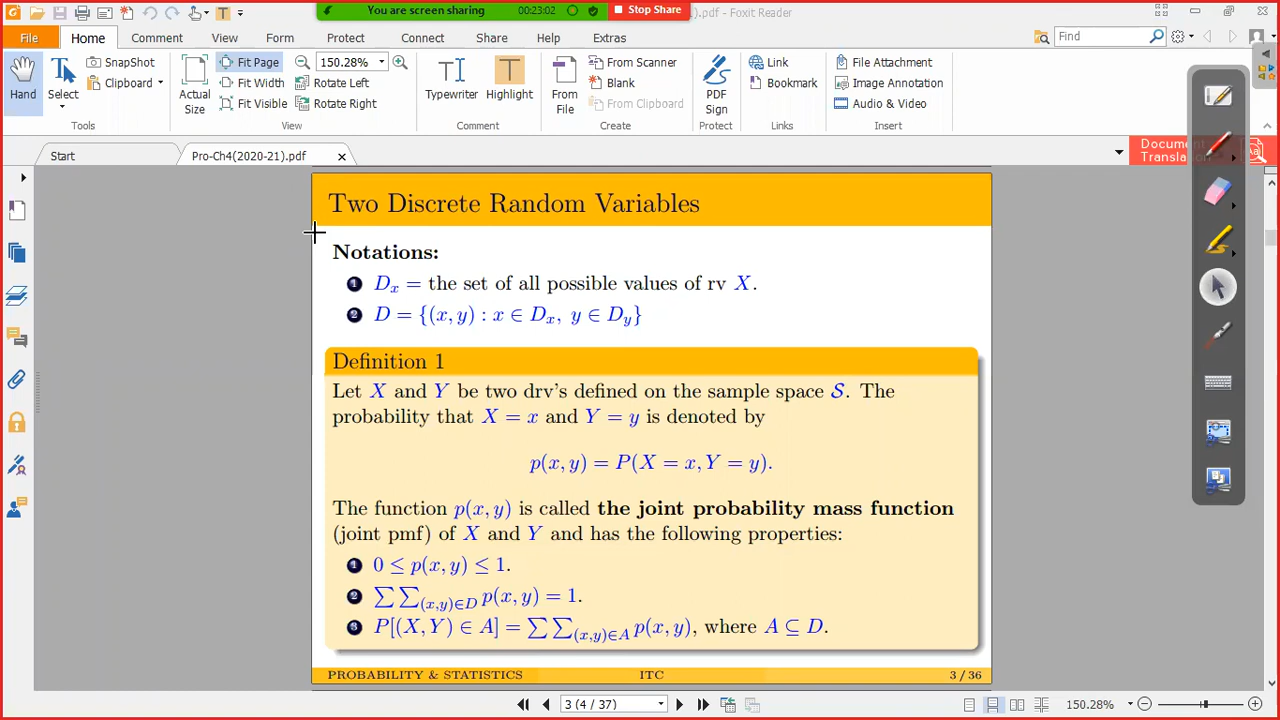 You are screen sharing
00:23:02
Stop Share
).pdf - Foxit Reader
File
Home
Comment
View
Form
Protect
Connect
Share
Help
Extras
Find
Hand
Select
SnapShot
Clipboard
Tools
Actual
Size
Fit Page
Fit Width
Fit Visible
150.28%
Rotate Left
Rotate Right
View
Typewriter
Highlight
Comment
From
File
From Scanner
Blank
From Clipboard
Create
PDF
Sign
Protect
Link
Bookmark
Links
File Attachment
Image Annotation
Audio & Video
Insert
Start
Pro-Ch4(2020-21).pdf
Document
Translation
Two Discrete Random Variables
Notations:
1 Dₓ = the set of all possible values of rv X.
2 D = {(x, y) : x ∈ Dₓ, y ∈ D_y}
Definition 1
Let X and Y be two drv's defined on the sample space 𝒮. The
probability that X = x and Y = y is denoted by
p(x, y) = P(X = x, Y = y).
The function p(x, y) is called the joint probability mass function
(joint pmf) of X and Y and has the following properties:
1 0 ≤ p(x, y) ≤ 1.
2 ∑∑_(x,y)∈D p(x, y) = 1.
3 P[(X, Y) ∈ A] = ∑∑_(x,y)∈A p(x, y), where A ⊆ D.
PROBABILITY & STATISTICS
ITC
3 / 36
3 (4 / 37)
150.28%